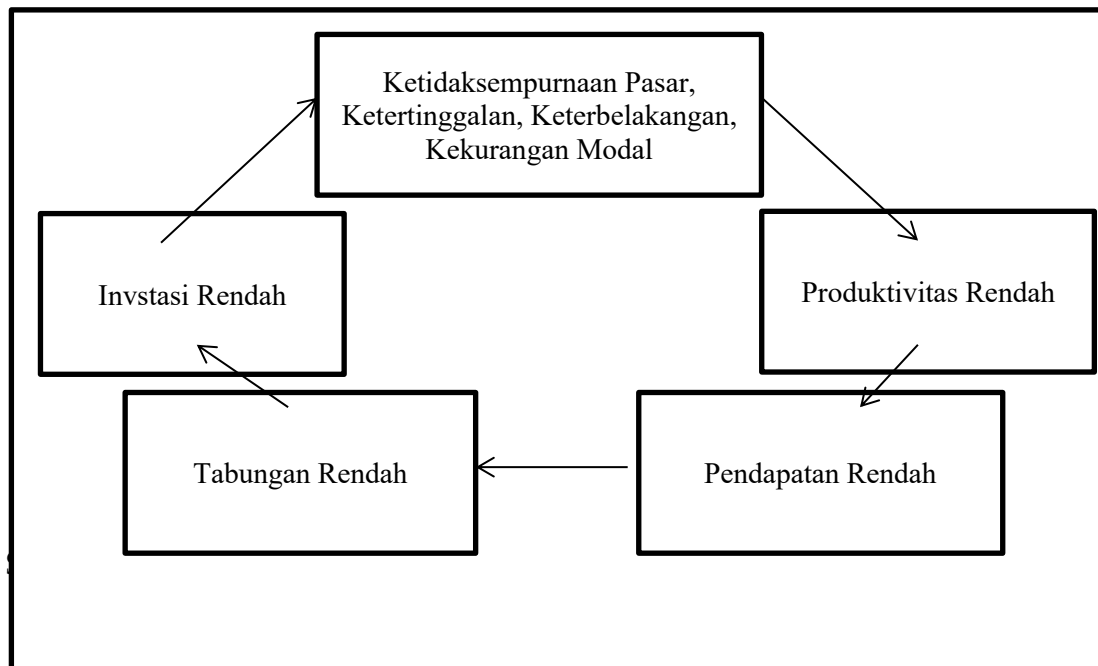 Ketidaksempurnaan Pasar,
Ketertinggalan, Keterbelakangan,
Kekurangan Modal
Invstasi Rendah
Produktivitas Rendah
Tabungan Rendah
Pendapatan Rendah